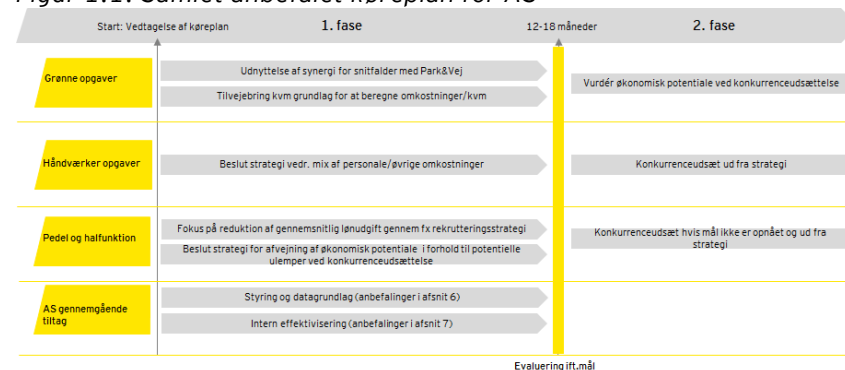 Figur 1.1: Samlet anbefalet køreplan for AS
Start: Vedtagelse af køreplan
1. fase
12-18 måneder
2. fase
Grønne opgaver
Udnyttelse af synergi for snitfalder med Park&Vej
Tilvejebring kvm grundlag for at beregne omkostninger/kvm
Vurdér økonomisk potentiale ved konkurrenceudsættelse
Håndværker opgaver
Beslut strategi vedr. mix af personale/øvrige omkostninger
Konkurrenceudsæt ud fra strategi
Pedel og halfunktion
Fokus på reduktion af gennemsnitlig lønudgift gennem fx rekrutteringsstrategi
Beslut strategi for afvejning af økonomisk potentiale i forhold til potentielle
ulemper ved konkurrenceudsættelse
Konkurrenceudsæt hvis mål ikke er opnået og ud fra
strategi
AS gennemgående
tiltag
Styring og datagrundlag (anbefalinger i afsnit 6)
Intern effektivisering (anbefalinger i afsnit 7)
Evaluering ift.mål